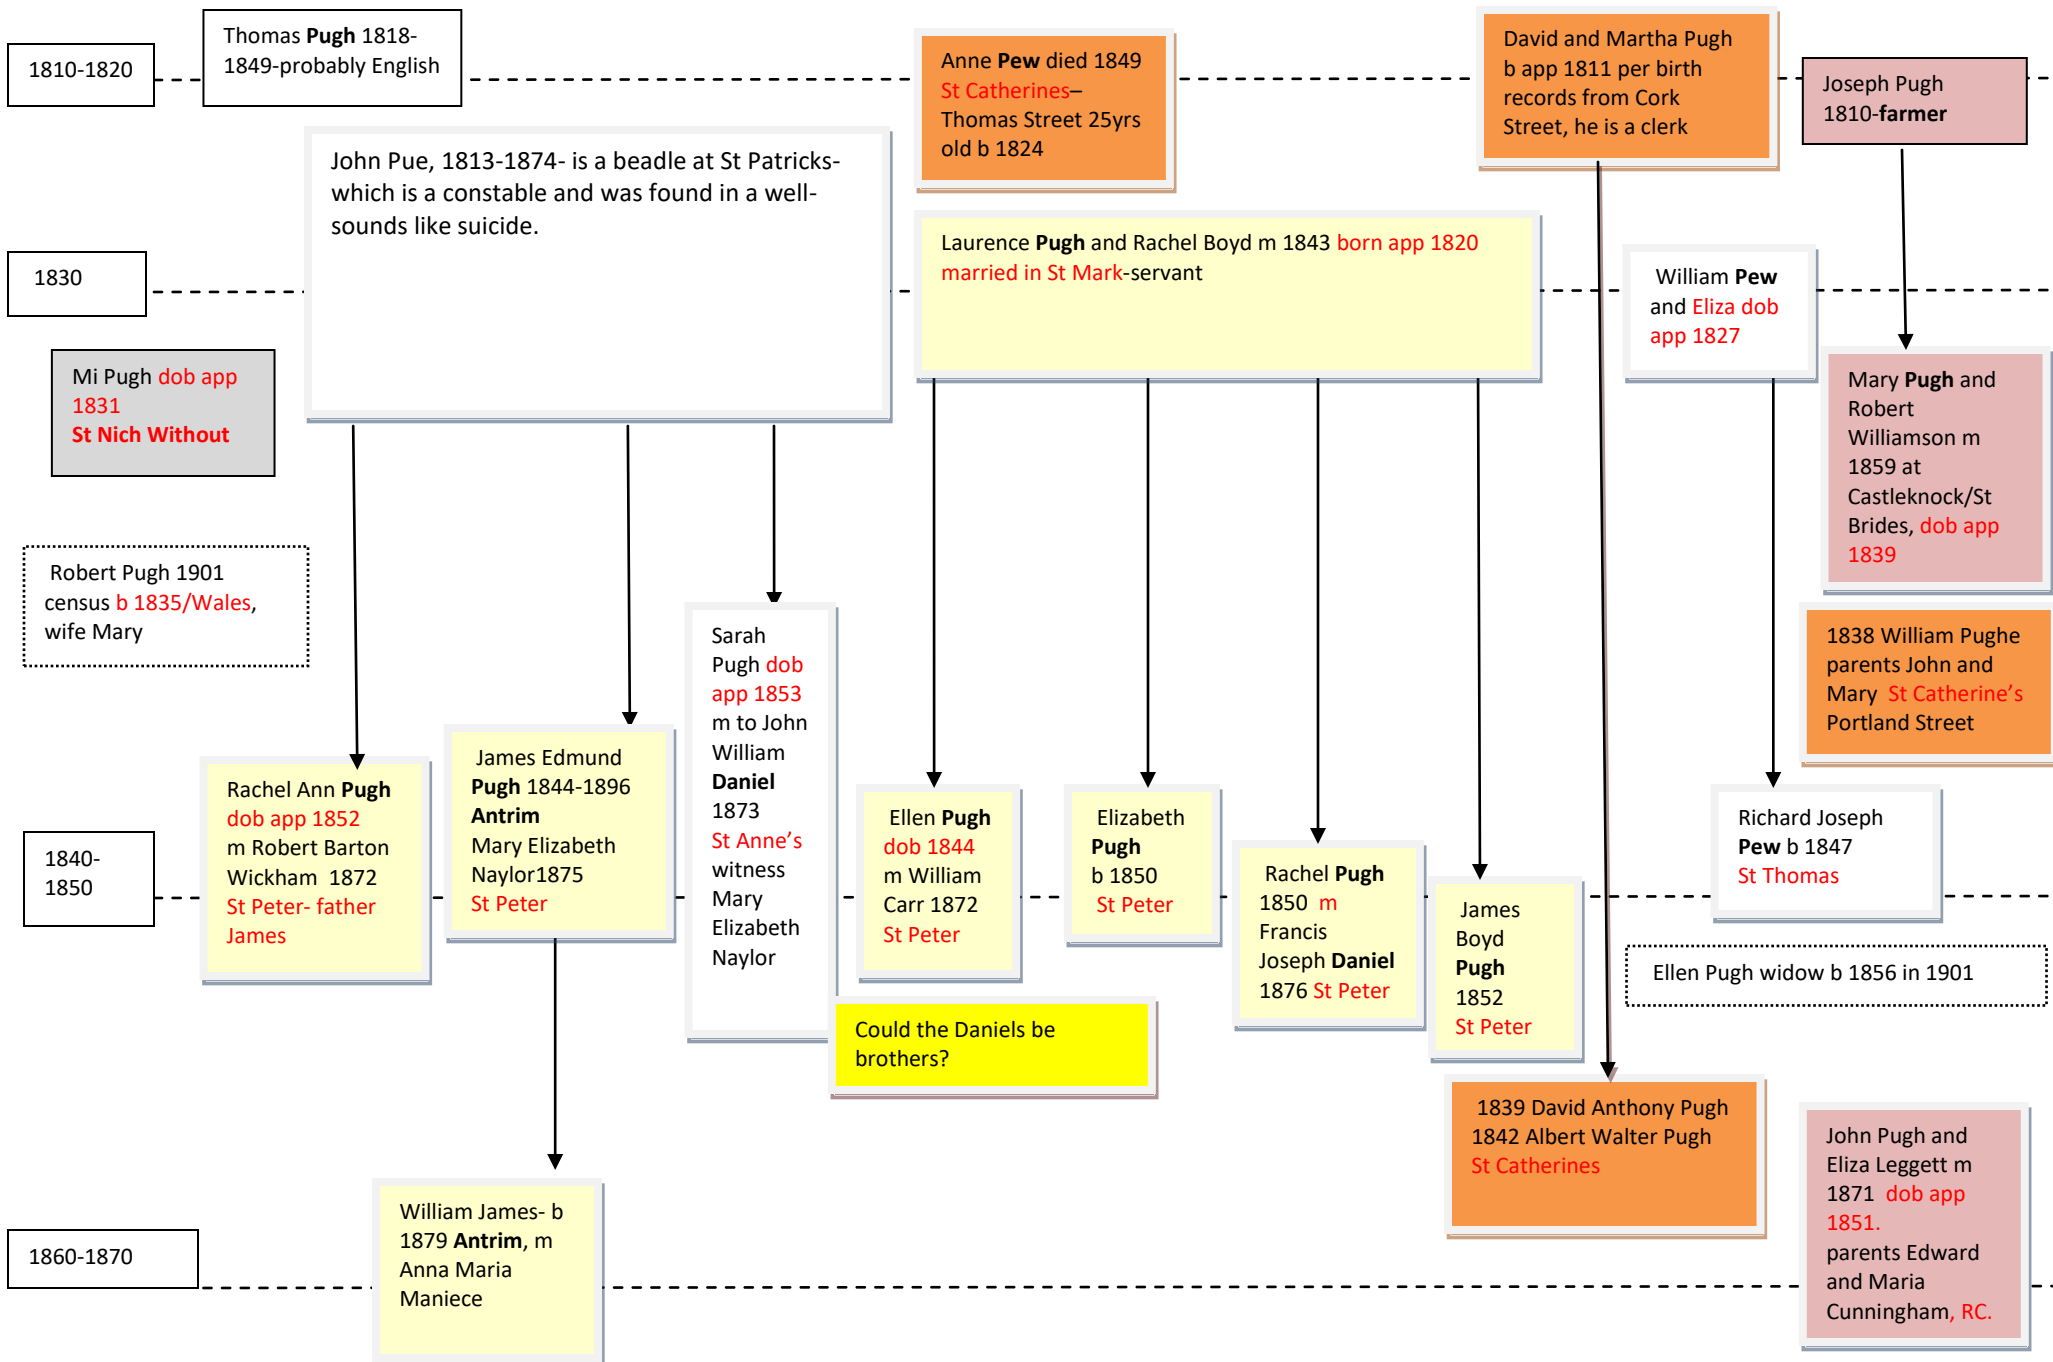 1810-1820
Thomas Pugh 1818-
1849-probably English
Anne Pew died 1849
St Catherines–
Thomas Street 25yrs
old b 1824
David and Martha Pugh
b app 1811 per birth
records from Cork
Street, he is a clerk
Joseph Pugh
1810-farmer
John Pue, 1813-1874- is a beadle at St Patricks-
which is a constable and was found in a well-
sounds like suicide.
1830
Laurence Pugh and Rachel Boyd m 1843 born app 1820
married in St Mark-servant
William Pew
and Eliza dob
app 1827
Mi Pugh dob app
1831
St Nich Without
Mary Pugh and
Robert
Williamson m
1859 at
Castleknock/St
Brides, dob app
1839
Robert Pugh 1901
census b 1835/Wales,
wife Mary
1838 William Pughe
parents John and
Mary St Catherine’s
Portland Street
Sarah
Pugh dob
app 1853
m to John
William
Daniel
1873
St Anne’s
witness
Mary
Elizabeth
Naylor
1840-
1850
Rachel Ann Pugh
dob app 1852
m Robert Barton
Wickham 1872
St Peter- father
James
James Edmund
Pugh 1844-1896
Antrim
Mary Elizabeth
Naylor1875
St Peter
Ellen Pugh
dob 1844
m William
Carr 1872
St Peter
Elizabeth
Pugh
b 1850
St Peter
Rachel Pugh
1850 m
Francis
Joseph Daniel
1876 St Peter
James
Boyd
Pugh
1852
St Peter
Richard Joseph
Pew b 1847
St Thomas
Ellen Pugh widow b 1856 in 1901
Could the Daniels be
brothers?
1839 David Anthony Pugh
1842 Albert Walter Pugh
St Catherines
John Pugh and
Eliza Leggett m
1871 dob app
1851.
parents Edward
and Maria
Cunningham, RC.
1860-1870
William James- b
1879 Antrim, m
Anna Maria
Maniece